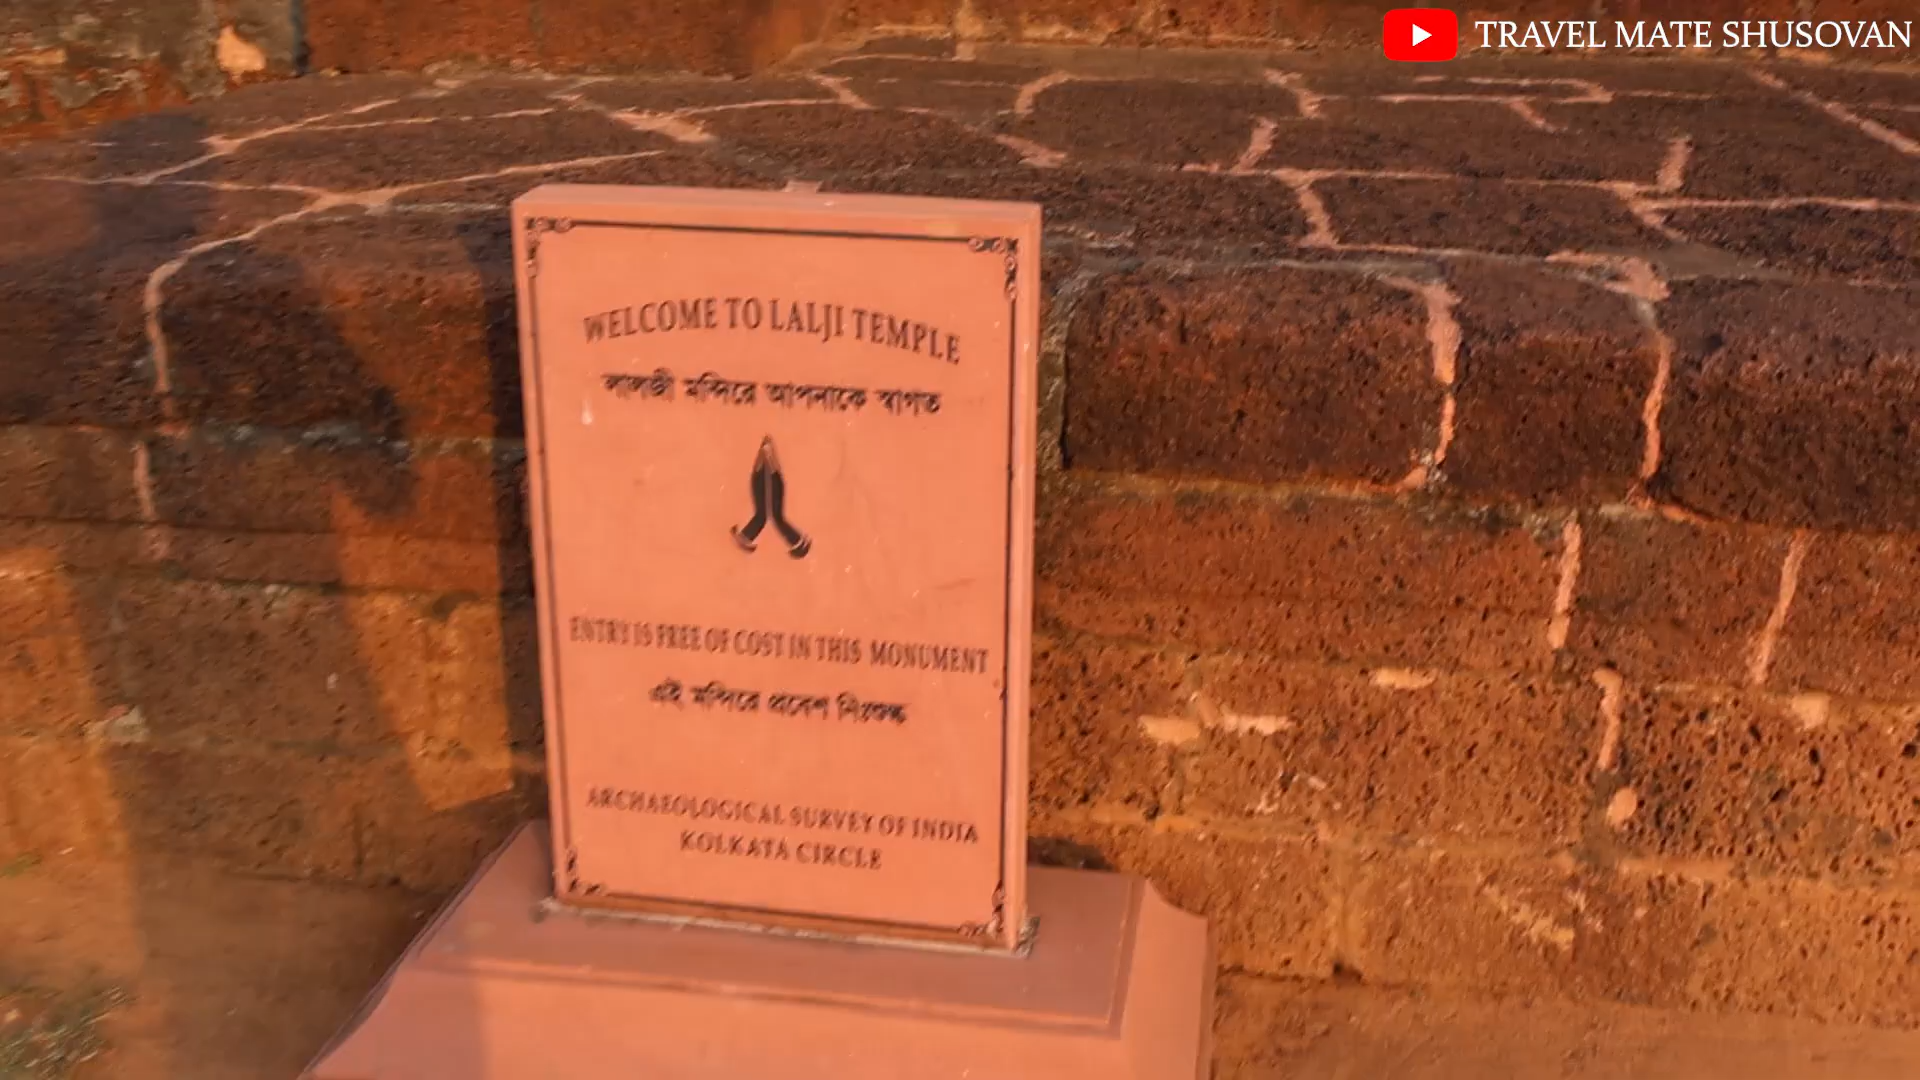 TRAVEL MATE SHUSOVAN
WELCOME TO LALJI TEMPLE
লালজী মন্দিরে আপনাকে স্বাগত
ENTRY IS FREE OF COST IN THIS MONUMENT
এই মন্দিরে প্রবেশ নিঃশুল্ক
ARCHAEOLOGICAL SURVEY OF INDIA
KOLKATA CIRCLE